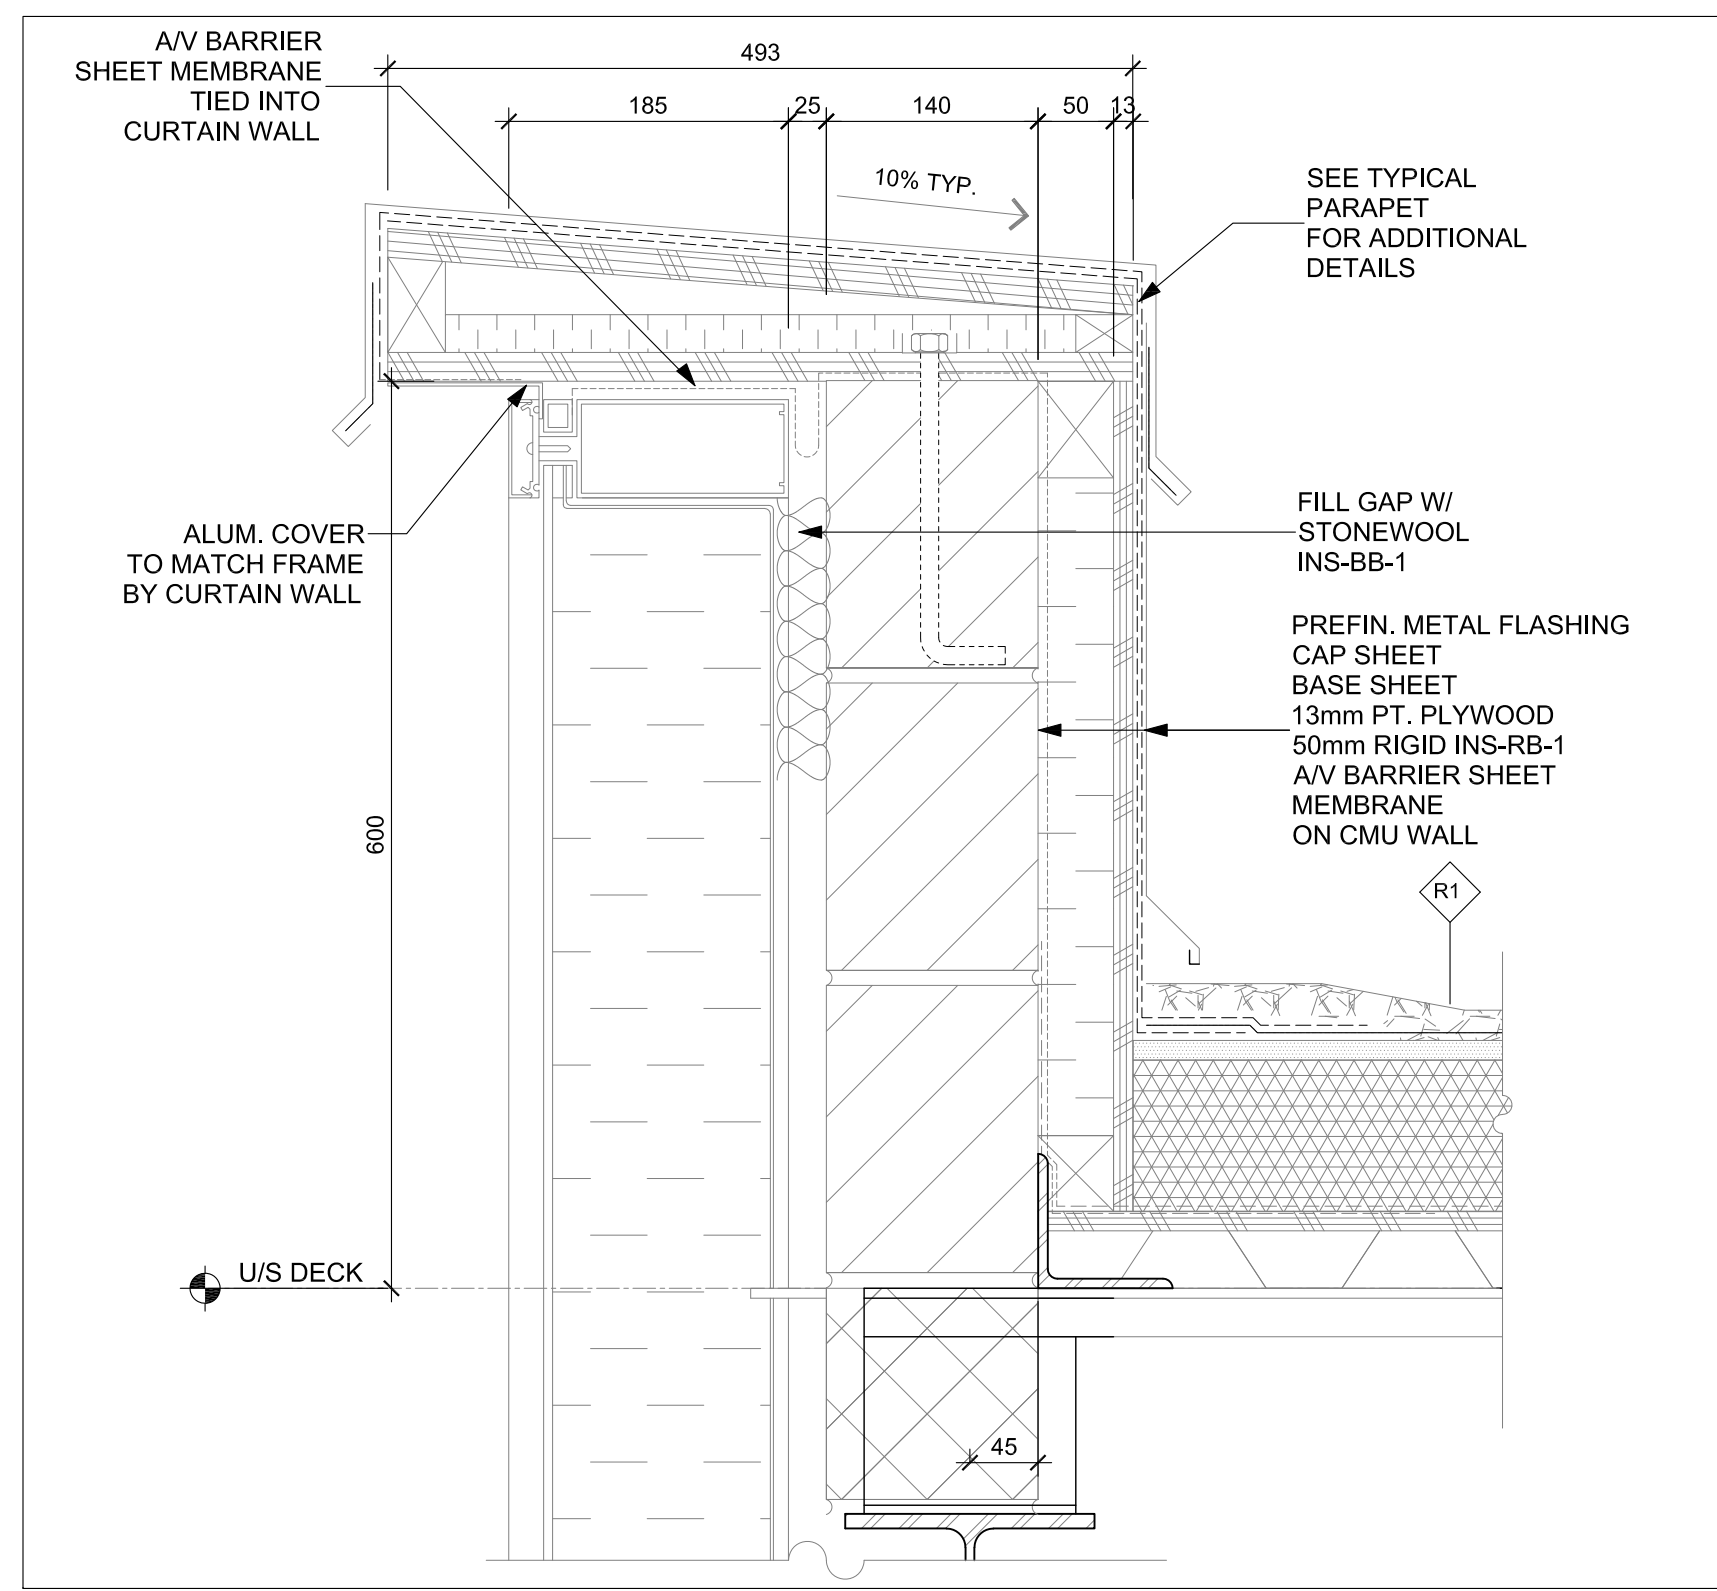 A/V BARRIER
SHEET MEMBRANE
TIED INTO
CURTAIN WALL
493
185
25
140
50
13
10% TYP.
SEE TYPICAL
PARAPET
FOR ADDITIONAL
DETAILS
ALUM. COVER
TO MATCH FRAME
BY CURTAIN WALL
FILL GAP W/
STONEWOOL
INS-BB-1
PREFIN. METAL FLASHING
CAP SHEET
BASE SHEET
13mm PT. PLYWOOD
50mm RIGID INS-RB-1
A/V BARRIER SHEET
MEMBRANE
ON CMU WALL
600
R1
U/S DECK
45